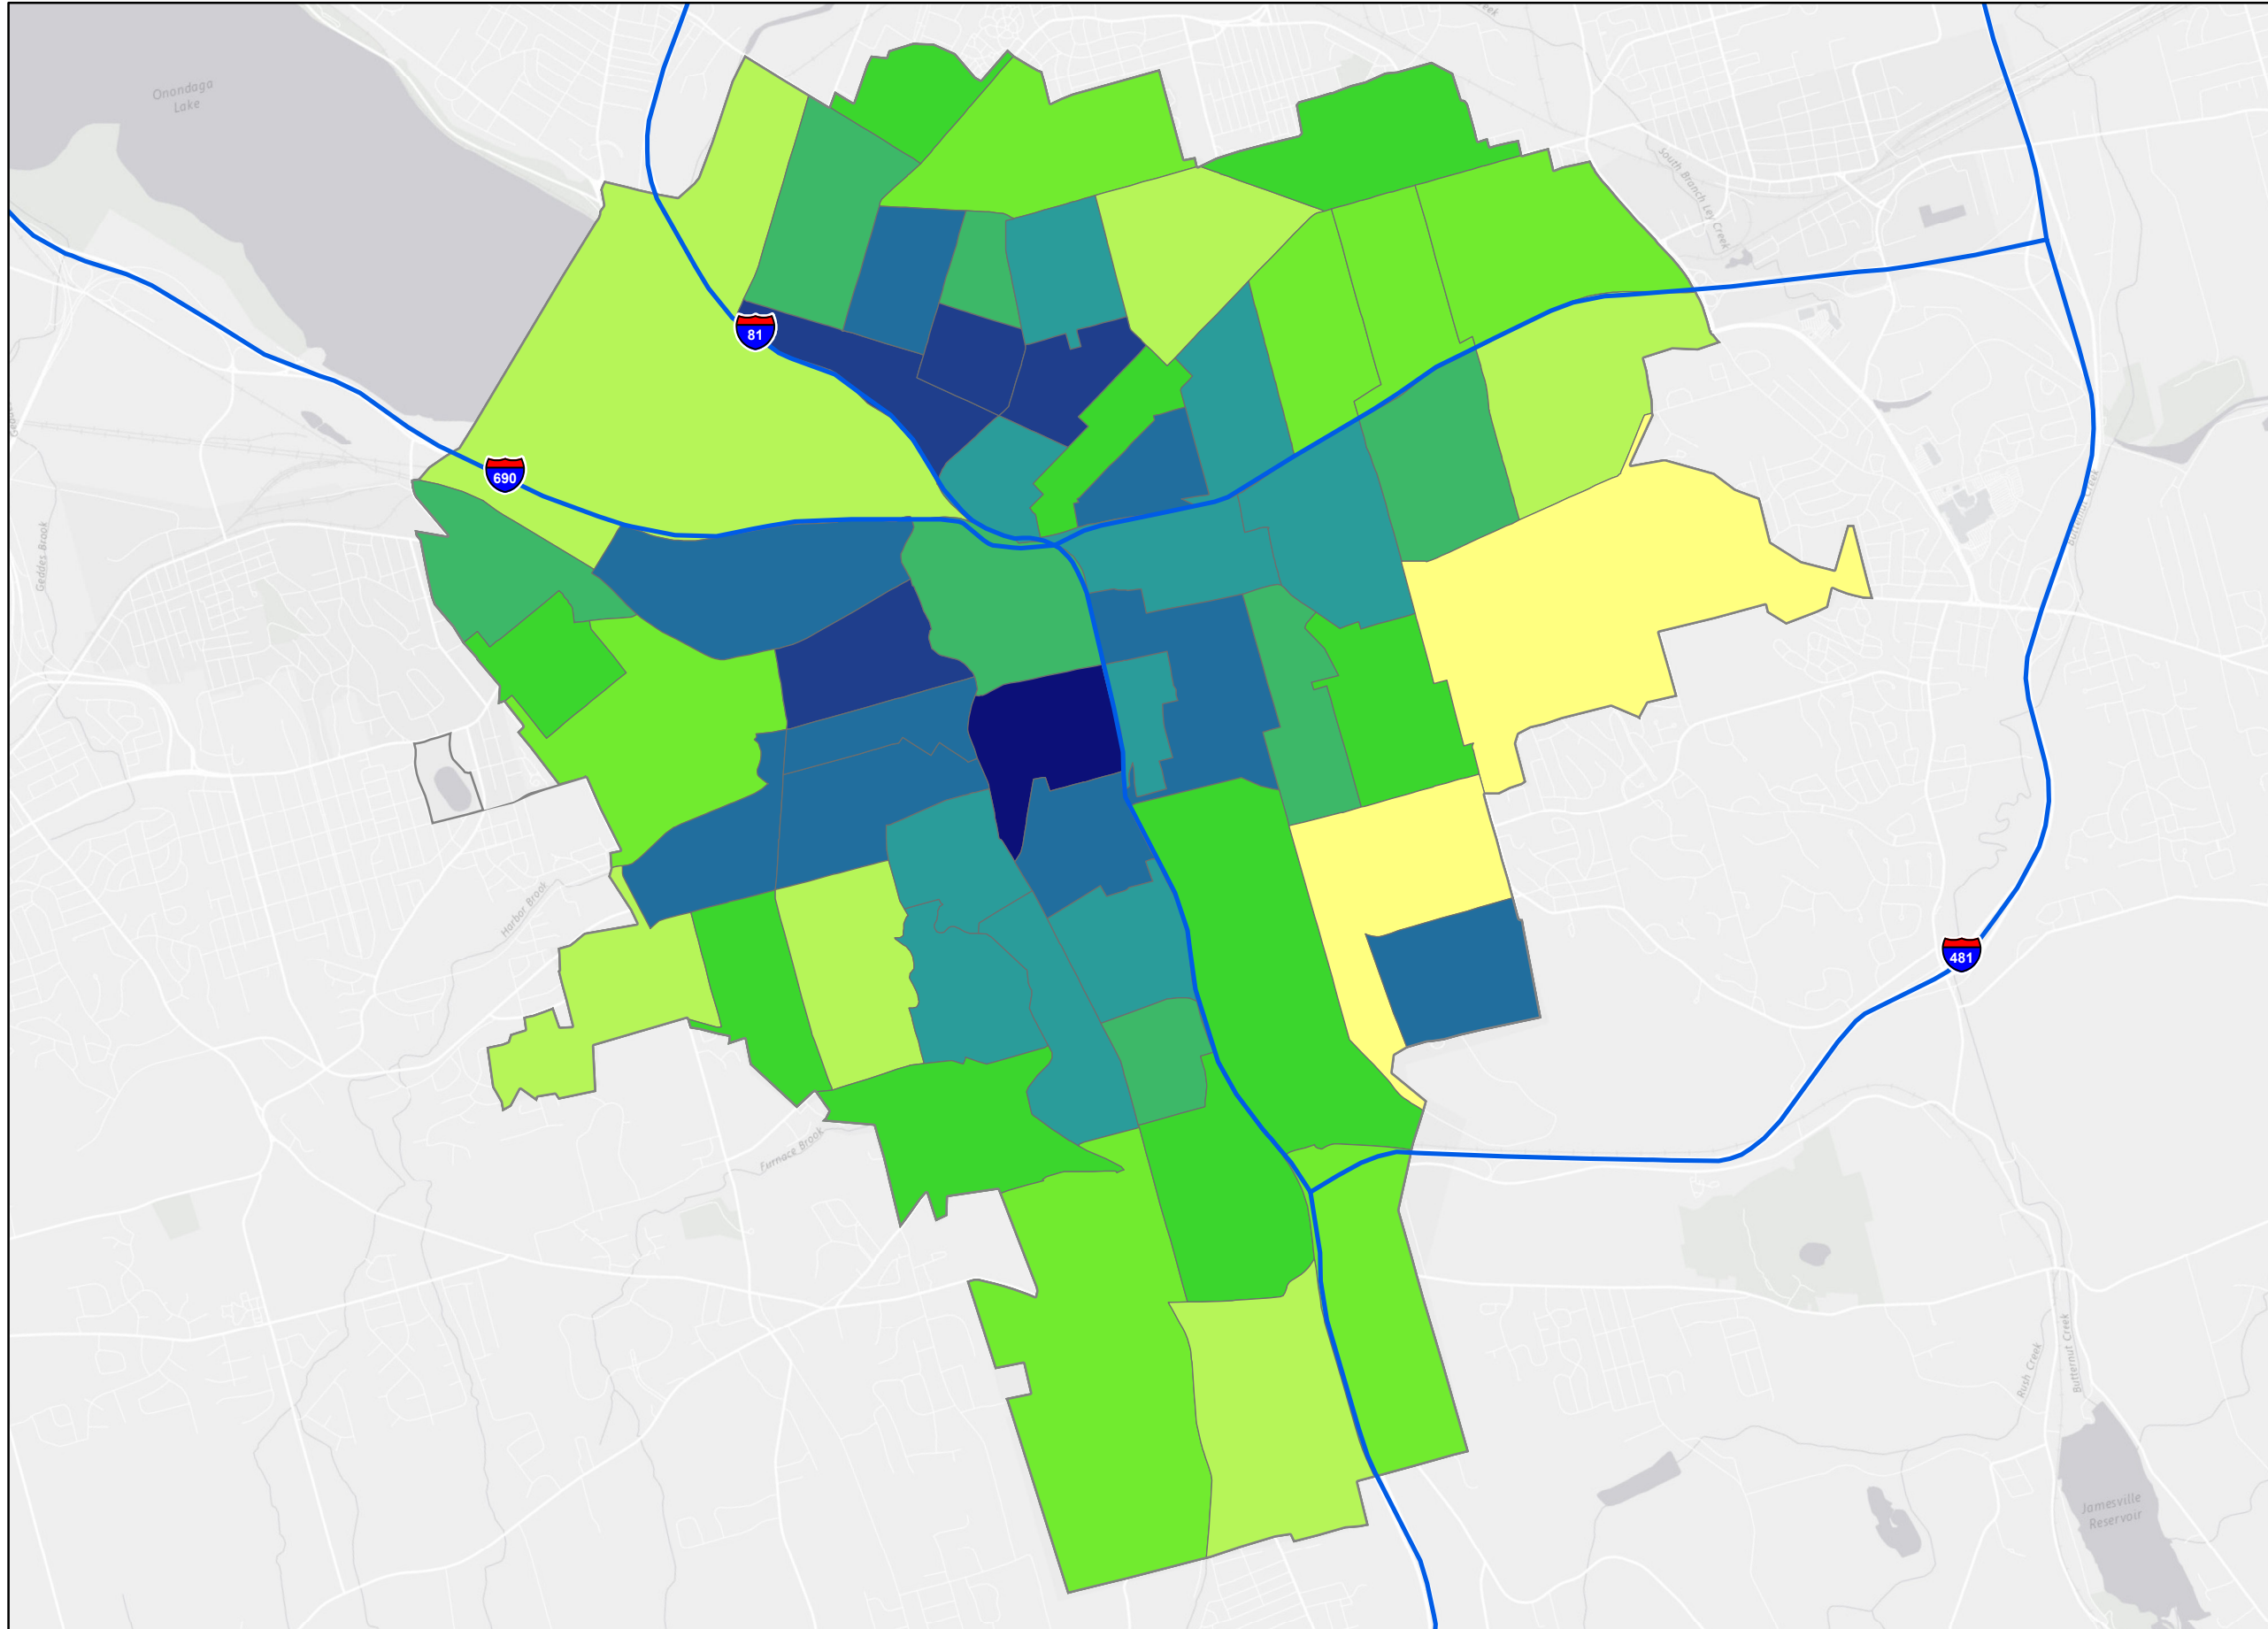 Onondaga
Lake
Creek
South Branch Ley Creek
81
690
Geddes Brook
Harbor Brook
481
Furnace Brook
Rush Creek
Butternut Creek
Jamesville
Reservoir